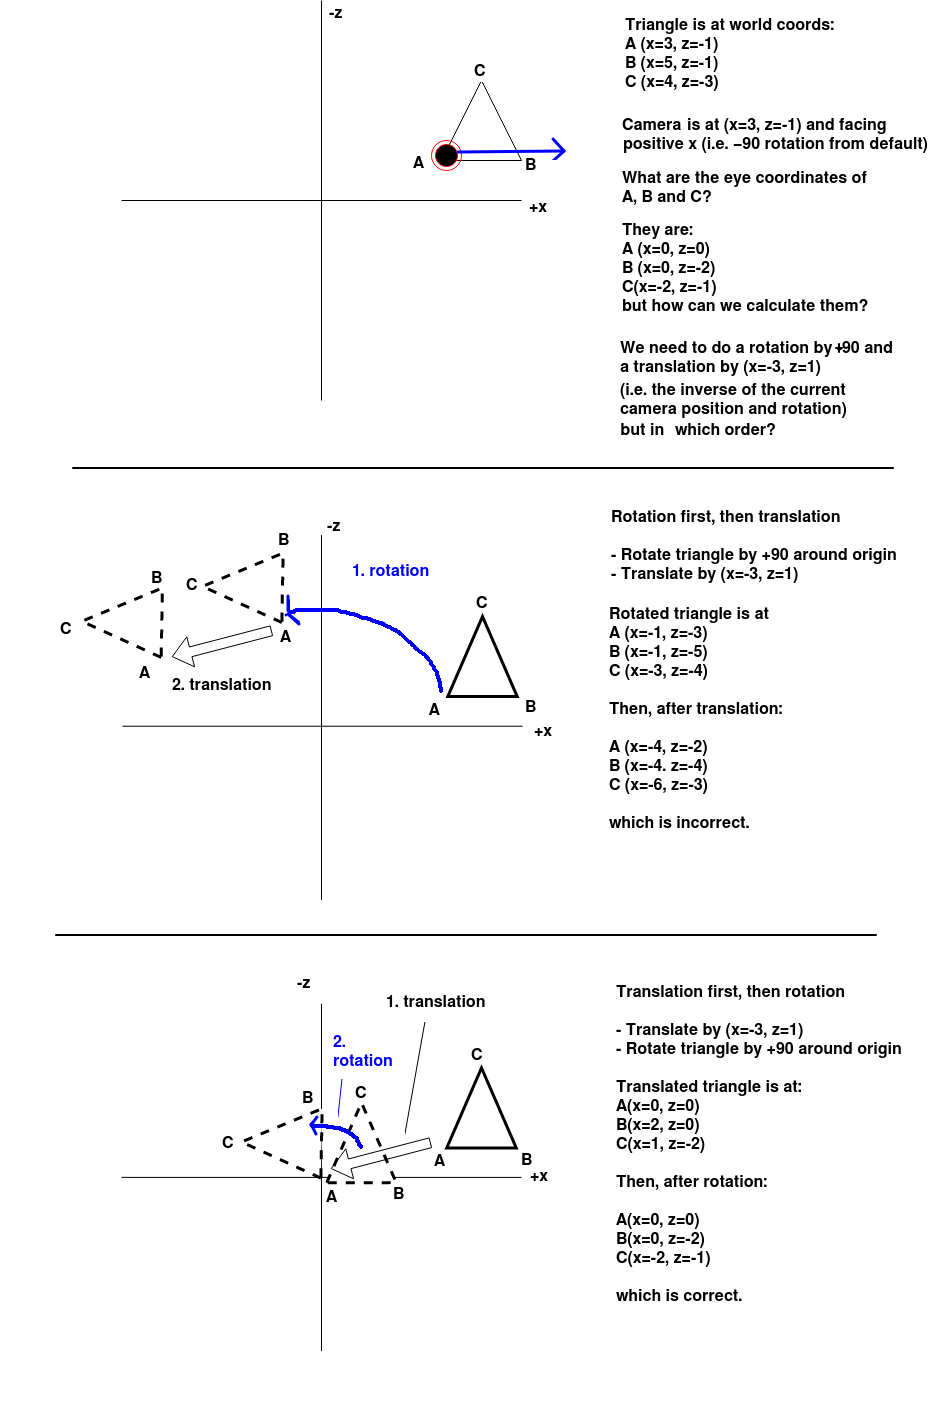 -z
Triangle is at world coords:
A (x=3, z=-1)
B (x=5, z=-1)
C (x=4, z=-3)
C
A
B
+x
Camera is at (x=3, z=-1) and facing
positive x (i.e. −90 rotation from default)
What are the eye coordinates of
A, B and C?
They are:
A (x=0, z=0)
B (x=0, z=-2)
C(x=-2, z=-1)
but how can we calculate them?
We need to do a rotation by +90 and
a translation by (x=-3, z=1)
(i.e. the inverse of the current
camera position and rotation)
but in which order?
-z
B
C
A
B
C
A
1. rotation
2. translation
C
A
B
+x
Rotation first, then translation
- Rotate triangle by +90 around origin
- Translate by (x=-3, z=1)
Rotated triangle is at
A (x=-1, z=-3)
B (x=-1, z=-5)
C (x=-3, z=-4)
Then, after translation:
A (x=-4, z=-2)
B (x=-4. z=-4)
C (x=-6, z=-3)
which is incorrect.
-z
1. translation
2.
rotation
B
C
C
A
B
C
A
B
+x
Translation first, then rotation
- Translate by (x=-3, z=1)
- Rotate triangle by +90 around origin
Translated triangle is at:
A(x=0, z=0)
B(x=2, z=0)
C(x=1, z=-2)
Then, after rotation:
A(x=0, z=0)
B(x=0, z=-2)
C(x=-2, z=-1)
which is correct.